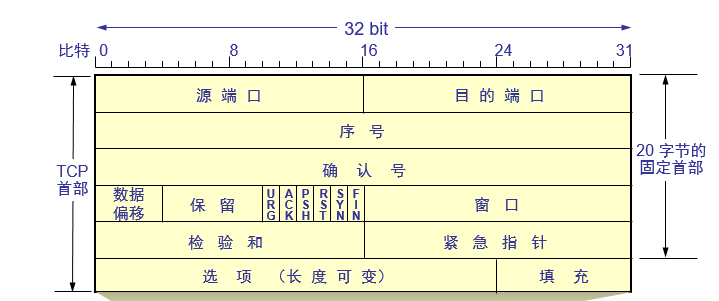 32 bit
比特 0 8 16 24 31
源端口 目的端口
序号
TCP
首部
确认号
20 字节的
固定首部
数据
偏移
保留
URG
ACK
PSH
RST
SYN
FIN
窗口
检验和 紧急指针
选项 （长度可变） 填充